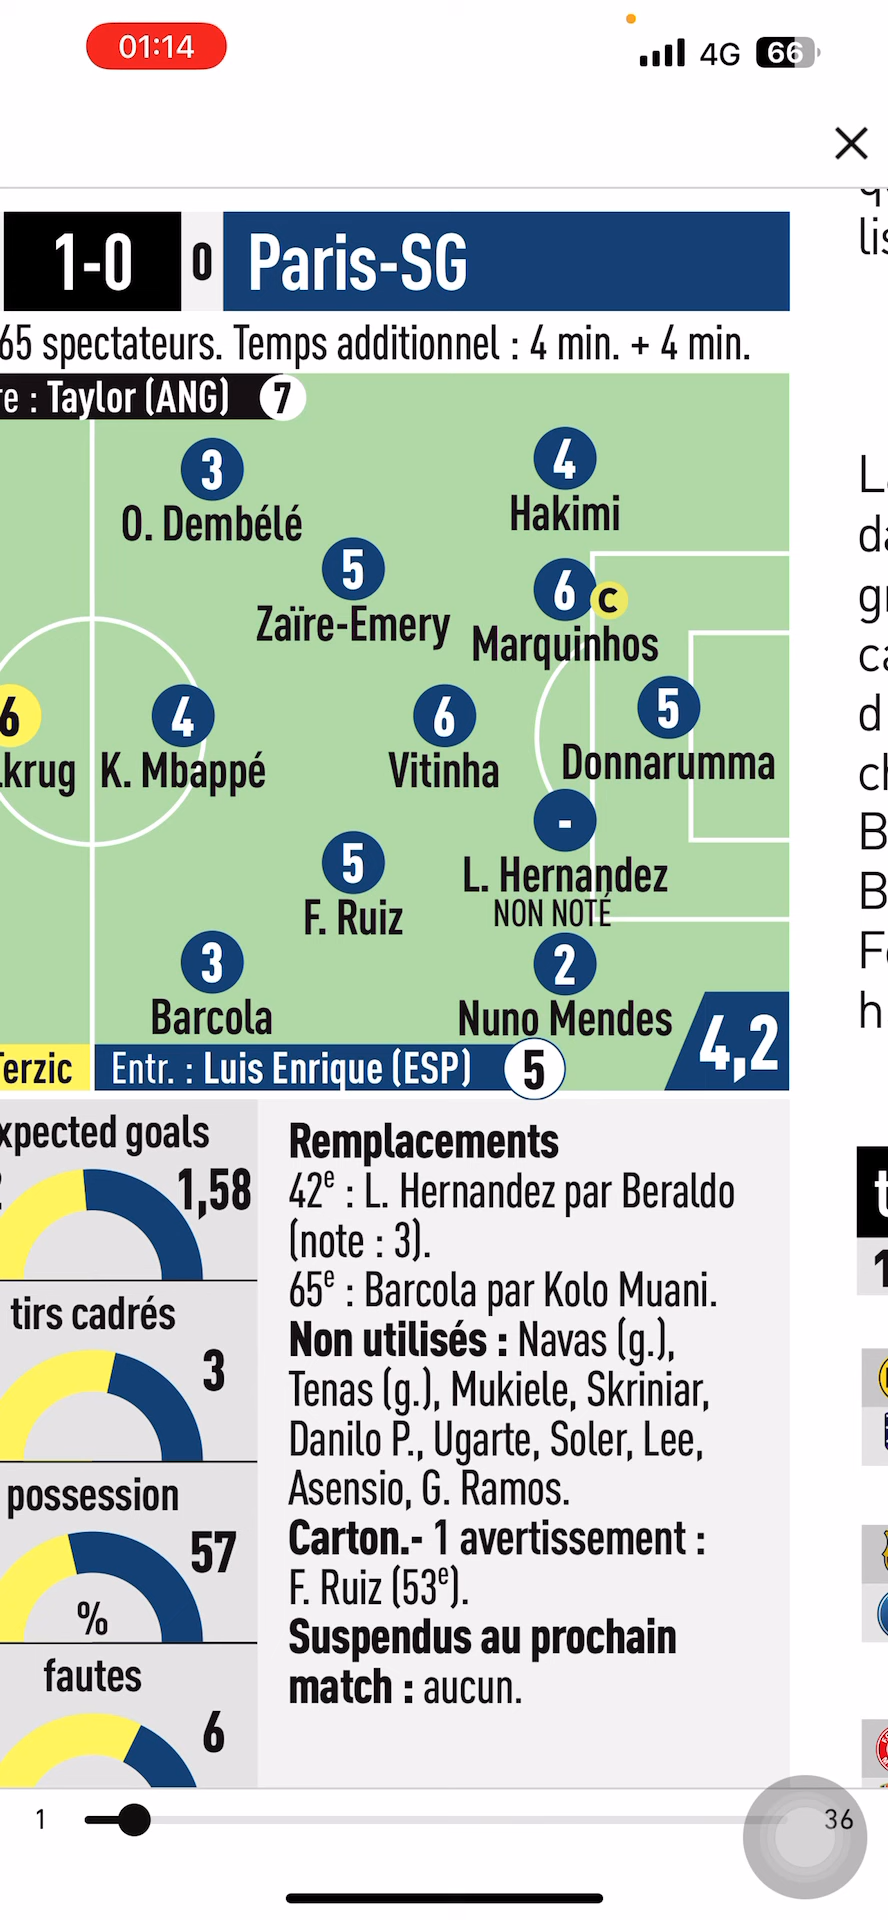 01:14
4G 66
lis
1-0 0 Paris-SG
65 spectateurs. Temps additionnel : 4 min. + 4 min.
re : Taylor (ANG) 7
3
O. Dembélé
4
Hakimi
5
Zaïre-Emery
6 C
Marquinhos
6
krug
4
K. Mbappé
6
Vitinha
5
Donnarumma
-
L. Hernandez
NON NOTÉ
5
F. Ruiz
3
Barcola
2
Nuno Mendes
4,2
Terzic
Entr. : Luis Enrique (ESP) 5
xpected goals
1,58
tirs cadrés
3
possession
57
%
fautes
6
Remplacements
42e : L. Hernandez par Beraldo
(note : 3).
65e : Barcola par Kolo Muani.
Non utilisés : Navas (g.),
Tenas (g.), Mukiele, Skriniar,
Danilo P., Ugarte, Soler, Lee,
Asensio, G. Ramos.
Carton.- 1 avertissement :
F. Ruiz (53e).
Suspendus au prochain
match : aucun.
1
36